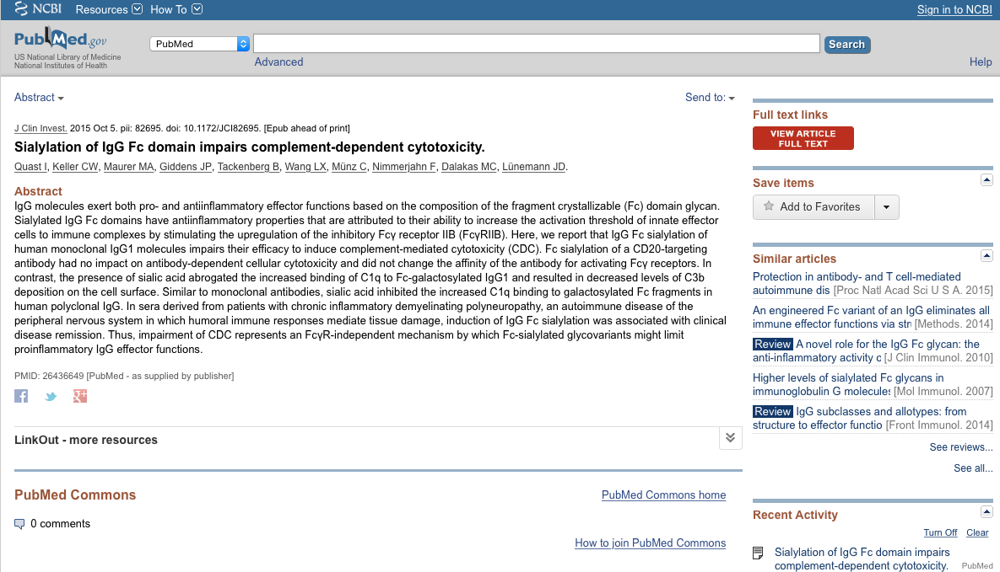 NCBI Resources How To Sign in to NCBI
PubMed.gov
US National Library of Medicine
National Institutes of Health
PubMed
Search
Advanced
Help
Abstract
Send to:
J Clin Invest. 2015 Oct 5. pii: 82695. doi: 10.1172/JCI82695. [Epub ahead of print]
Sialylation of IgG Fc domain impairs complement-dependent cytotoxicity.
Quast I, Keller CW, Maurer MA, Giddens JP, Tackenberg B, Wang LX, Münz C, Nimmerjahn F, Dalakas MC, Lünemann JD.
Abstract
IgG molecules exert both pro- and antiinflammatory effector functions based on the composition of the fragment crystallizable (Fc) domain glycan.
Sialylated IgG Fc domains have antiinflammatory properties that are attributed to their ability to increase the activation threshold of innate effector
cells to immune complexes by stimulating the upregulation of the inhibitory Fcγ receptor IIB (FcγRIIB). Here, we report that IgG Fc sialylation of
human monoclonal IgG1 molecules impairs their efficacy to induce complement-mediated cytotoxicity (CDC). Fc sialylation of a CD20-targeting
antibody had no impact on antibody-dependent cellular cytotoxicity and did not change the affinity of the antibody for activating Fcγ receptors. In
contrast, the presence of sialic acid abrogated the increased binding of C1q to Fc-galactosylated IgG1 and resulted in decreased levels of C3b
deposition on the cell surface. Similar to monoclonal antibodies, sialic acid inhibited the increased C1q binding to galactosylated Fc fragments in
human polyclonal IgG. In sera derived from patients with chronic inflammatory demyelinating polyneuropathy, an autoimmune disease of the
peripheral nervous system in which humoral immune responses mediate tissue damage, induction of IgG Fc sialylation was associated with clinical
disease remission. Thus, impairment of CDC represents an FcγR-independent mechanism by which Fc-sialylated glycovariants might limit
proinflammatory IgG effector functions.
PMID: 26436649 [PubMed - as supplied by publisher]
LinkOut - more resources
PubMed Commons
PubMed Commons home
0 comments
How to join PubMed Commons
Full text links
VIEW ARTICLE
FULL TEXT
Save items
Add to Favorites
Similar articles
Protection in antibody- and T cell-mediated
autoimmune dis [Proc Natl Acad Sci U S A. 2015]
An engineered Fc variant of an IgG eliminates all
immune effector functions via str [Methods. 2014]
Review A novel role for the IgG Fc glycan: the
anti-inflammatory activity c [J Clin Immunol. 2010]
Higher levels of sialylated Fc glycans in
immunoglobulin G molecules [Mol Immunol. 2007]
Review IgG subclasses and allotypes: from
structure to effector functio [Front Immunol. 2014]
See reviews...
See all...
Recent Activity
Turn Off Clear
Sialylation of IgG Fc domain impairs
complement-dependent cytotoxicity. PubMed